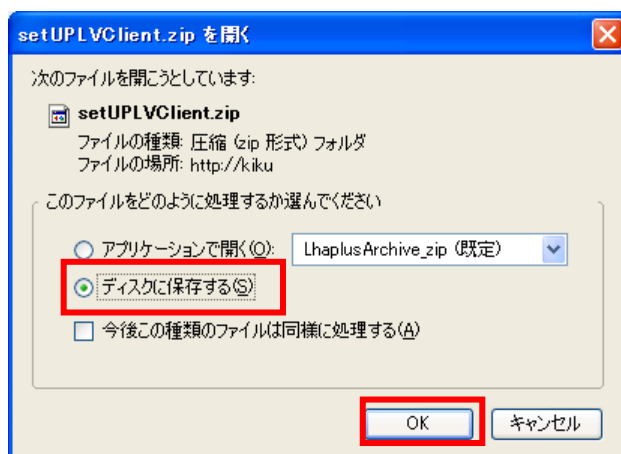 setUPLVClient.zip を開く
次のファイルを開こうとしています:
setUPLVClient.zip
ファイルの種類: 圧縮 (zip 形式) フォルダ
ファイルの場所: http://kiku
このファイルをどのように処理するか選んでください
アプリケーションで開く(O): LhaplusArchive_zip (既定)
ディスクに保存する(S)
今後この種類のファイルは同様に処理する(A)
OK キャンセル